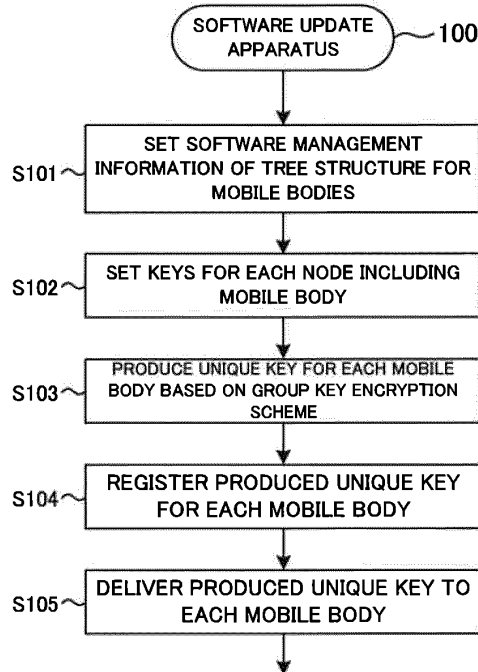 SOFTWARE UPDATE
APPARATUS
100
S101
SET SOFTWARE MANAGEMENT
INFORMATION OF TREE STRUCTURE FOR
MOBILE BODIES
S102
SET KEYS FOR EACH NODE INCLUDING
MOBILE BODY
S103
PRODUCE UNIQUE KEY FOR EACH MOBILE
BODY BASED ON GROUP KEY ENCRYPTION
SCHEME
S104
REGISTER PRODUCED UNIQUE KEY
FOR EACH MOBILE BODY
S105
DELIVER PRODUCED UNIQUE KEY TO
EACH MOBILE BODY